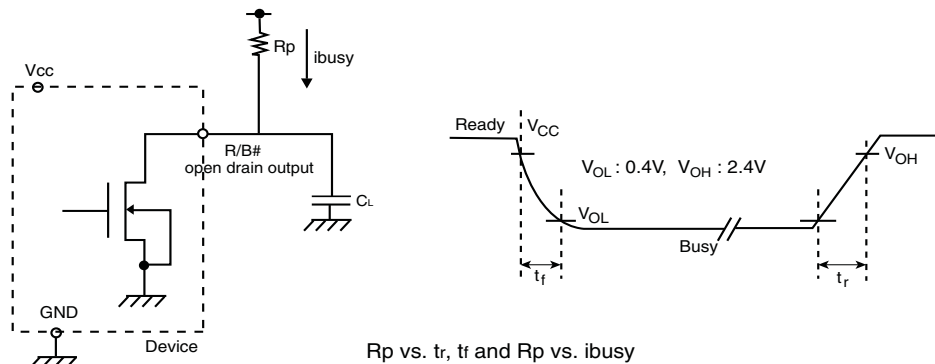 Rp
ibusy
Vcc
R/B#
open drain output
CL
GND
Device
Ready
VCC
VOL : 0.4V, VOH : 2.4V
VOH
VOL
Busy
tf
tr
Rp vs. tr, tf and Rp vs. ibusy